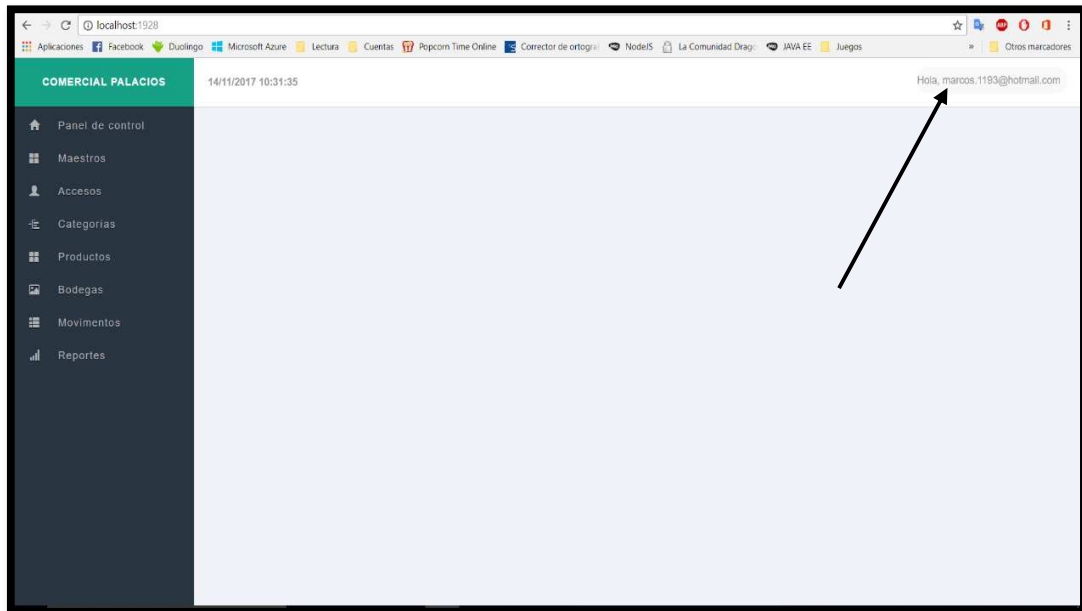 localhost:1928
Aplicaciones Facebook Duolingo Microsoft Azure Lectura Cuentas Popcorn Time Online Corrector de ortogra NodeJS La Comunidad Drago JAVA EE Juegos » Otros marcadores
COMERCIAL PALACIOS 14/11/2017 10:31:35 Hola, marcos.1193@hotmail.com
Panel de control
Maestros
Accesos
Categorias
Productos
Bodegas
Movimentos
Reportes